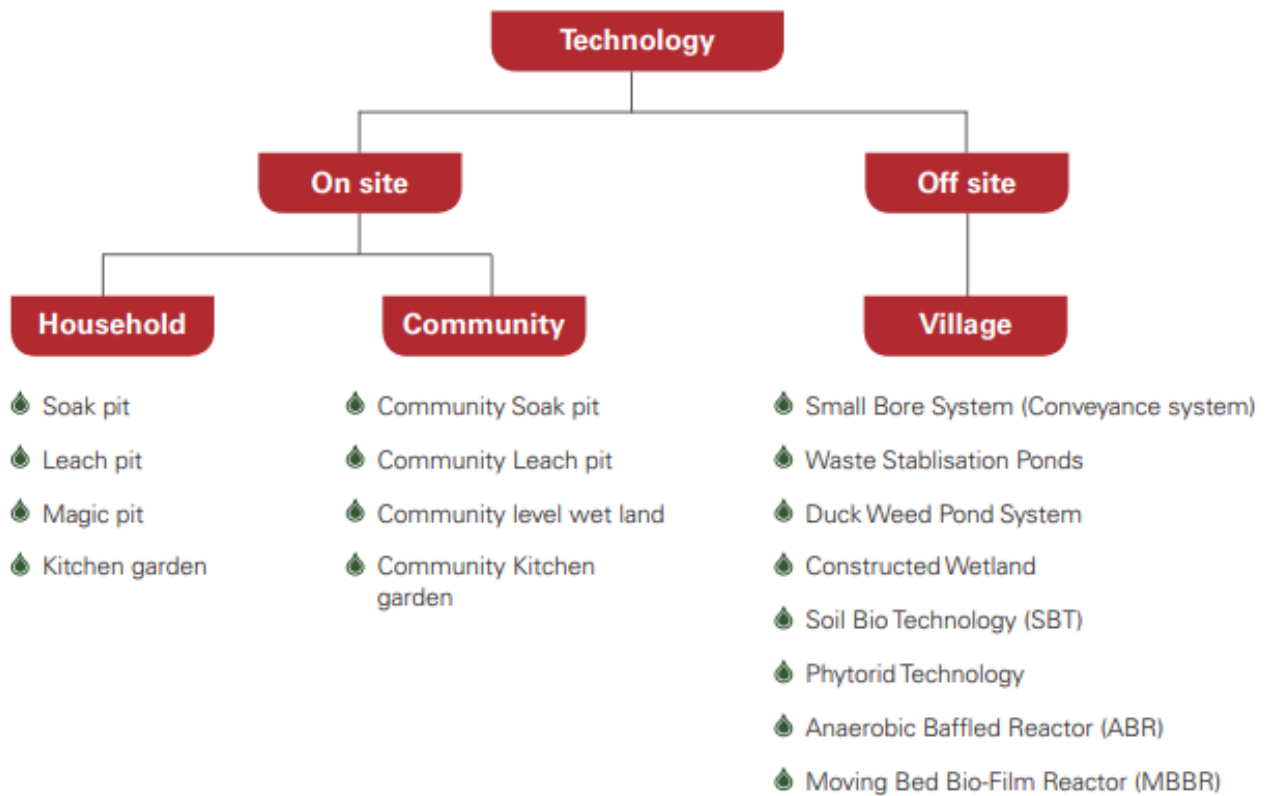 Technology
On site
Off site
Household
Community
Village
Soak pit
Leach pit
Magic pit
Kitchen garden
Community Soak pit
Community Leach pit
Community level wet land
Community Kitchen
garden
Small Bore System (Conveyance system)
Waste Stablisation Ponds
Duck Weed Pond System
Constructed Wetland
Soil Bio Technology (SBT)
Phytorid Technology
Anaerobic Baffled Reactor (ABR)
Moving Bed Bio-Film Reactor (MBBR)